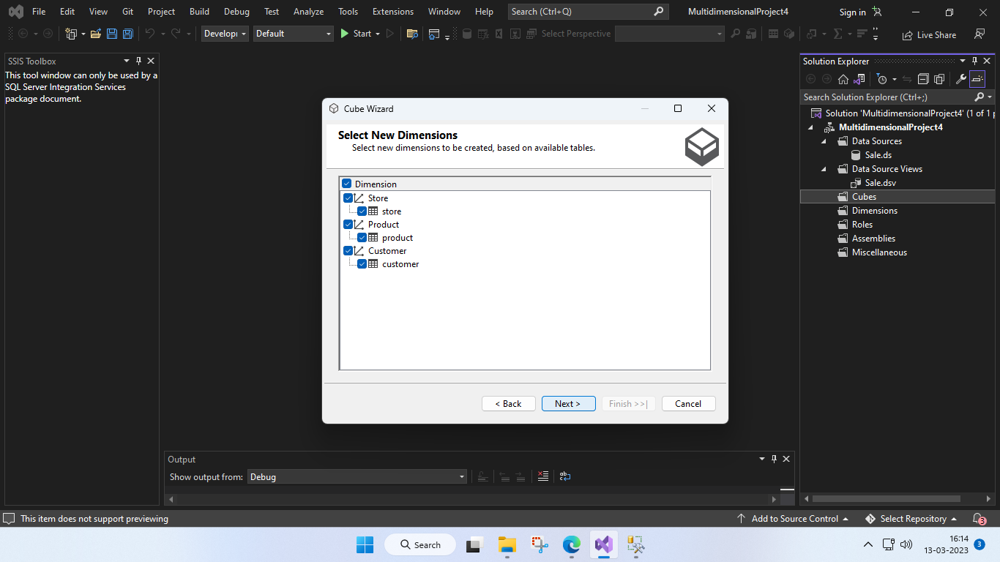 File Edit View Git Project Build Debug Test Analyze Tools Extensions Window Help Search (Ctrl+Q) MultidimensionalProject4 Sign in
Default Start Select Perspective Live Share
SSIS Toolbox
This tool window can only be used by a
SQL Server Integration Services
package document.
Cube Wizard
Select New Dimensions
Select new dimensions to be created, based on available tables.
Dimension
Store
store
Product
product
Customer
customer
< Back Next > Finish >>| Cancel
Output
Show output from: Debug
Solution Explorer
Search Solution Explorer (Ctrl+;)
Solution 'MultidimensionalProject4' (1 of 1
MultidimensionalProject4
Data Sources
Sale.ds
Data Source Views
Sale.dsv
Cubes
Dimensions
Roles
Assemblies
Miscellaneous
This item does not support previewing Add to Source Control Select Repository 3
Search 16:14
13-03-2023 3